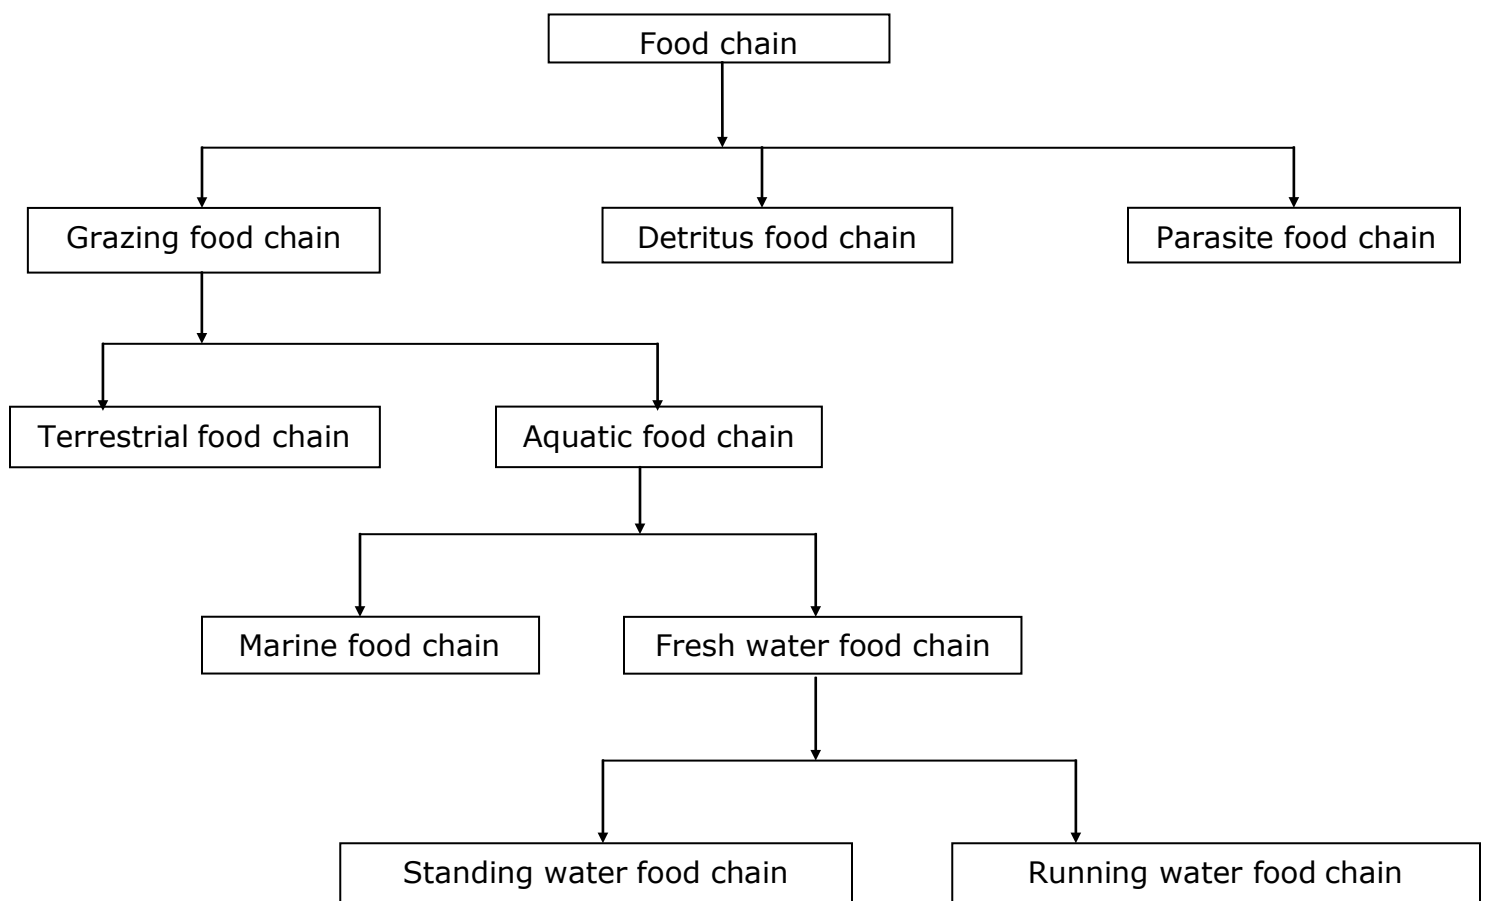 Food chain
Grazing food chain
Detritus food chain
Parasite food chain
Terrestrial food chain
Aquatic food chain
Marine food chain
Fresh water food chain
Standing water food chain
Running water food chain